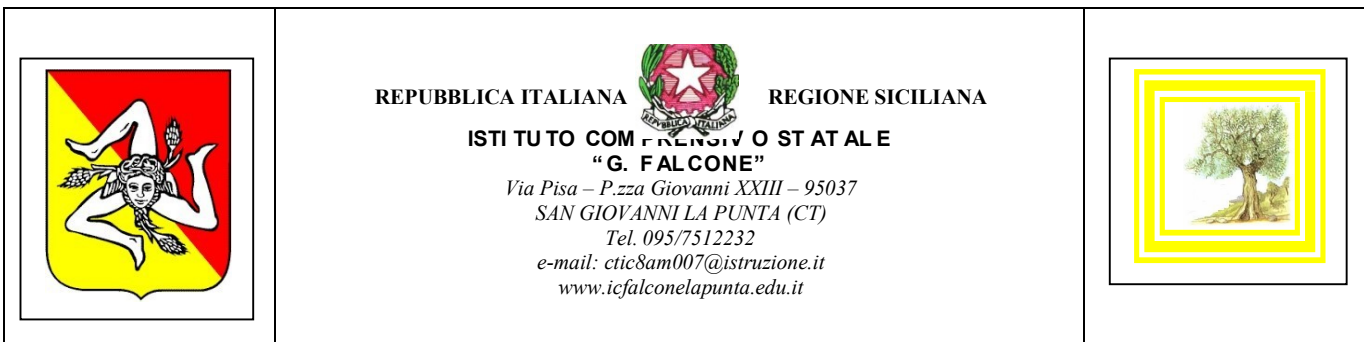 REPUBBLICA ITALIANA REGIONE SICILIANA
REPVBBLICA ITALIANA
ISTITUTO COMPRENSIVO STATALE
“G. FALCONE”
Via Pisa – P.zza Giovanni XXIII – 95037
SAN GIOVANNI LA PUNTA (CT)
Tel. 095/7512232
e-mail: ctic8am007@istruzione.it
www.icfalconelapunta.edu.it